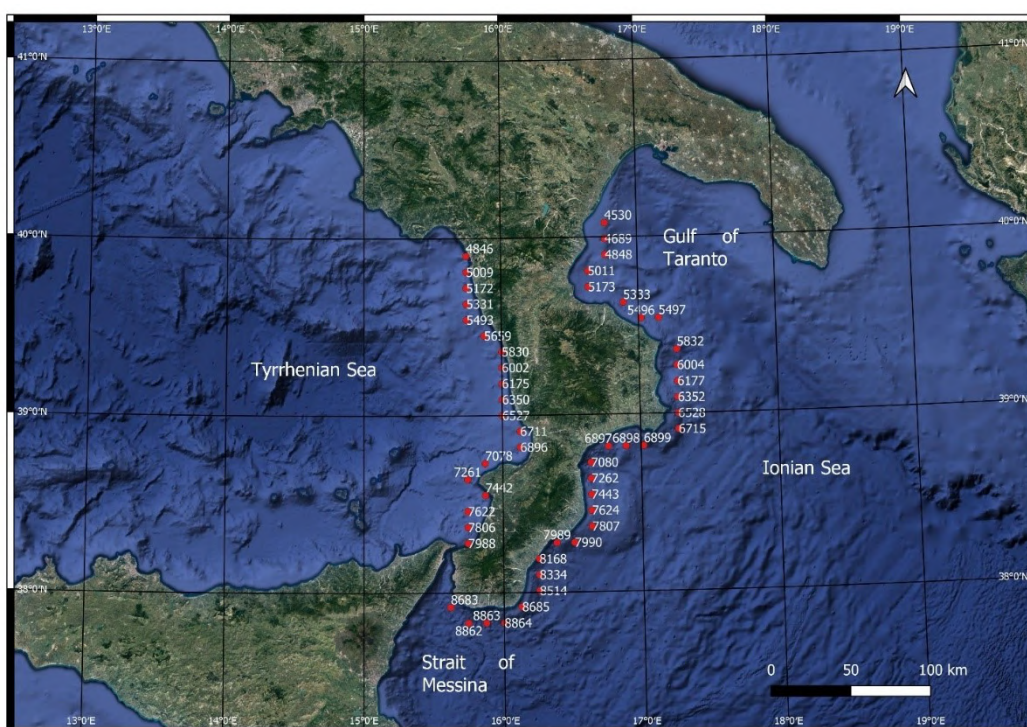 13°0'E 14°0'E 15°0'E 16°0'E 17°0'E 18°0'E 19°0'E
41°0'N
41°0'N
4530
Gulf of
Taranto
4689
40°0'N
40°0'N
4846
4848
5009
5011
5172
5173
5331
5333
5493
5496 5497
5659
5830
5832
Tyrrhenian Sea
6002
6004
6175
6177
6350
6352
39°0'N
39°0'N
6527
6528
6711
6715
6896
6897 6898 6899
7078
7080
Ionian Sea
7261
7262
7442
7443
7622
7624
7806
7807
7988
7989 7990
8168
8334
38°0'N
38°0'N
8514
8683
8685
8862 8863 8864
Strait of
Messina
0 50 100 km
13°0'E 14°0'E 15°0'E 16°0'E 17°0'E 18°0'E 19°0'E